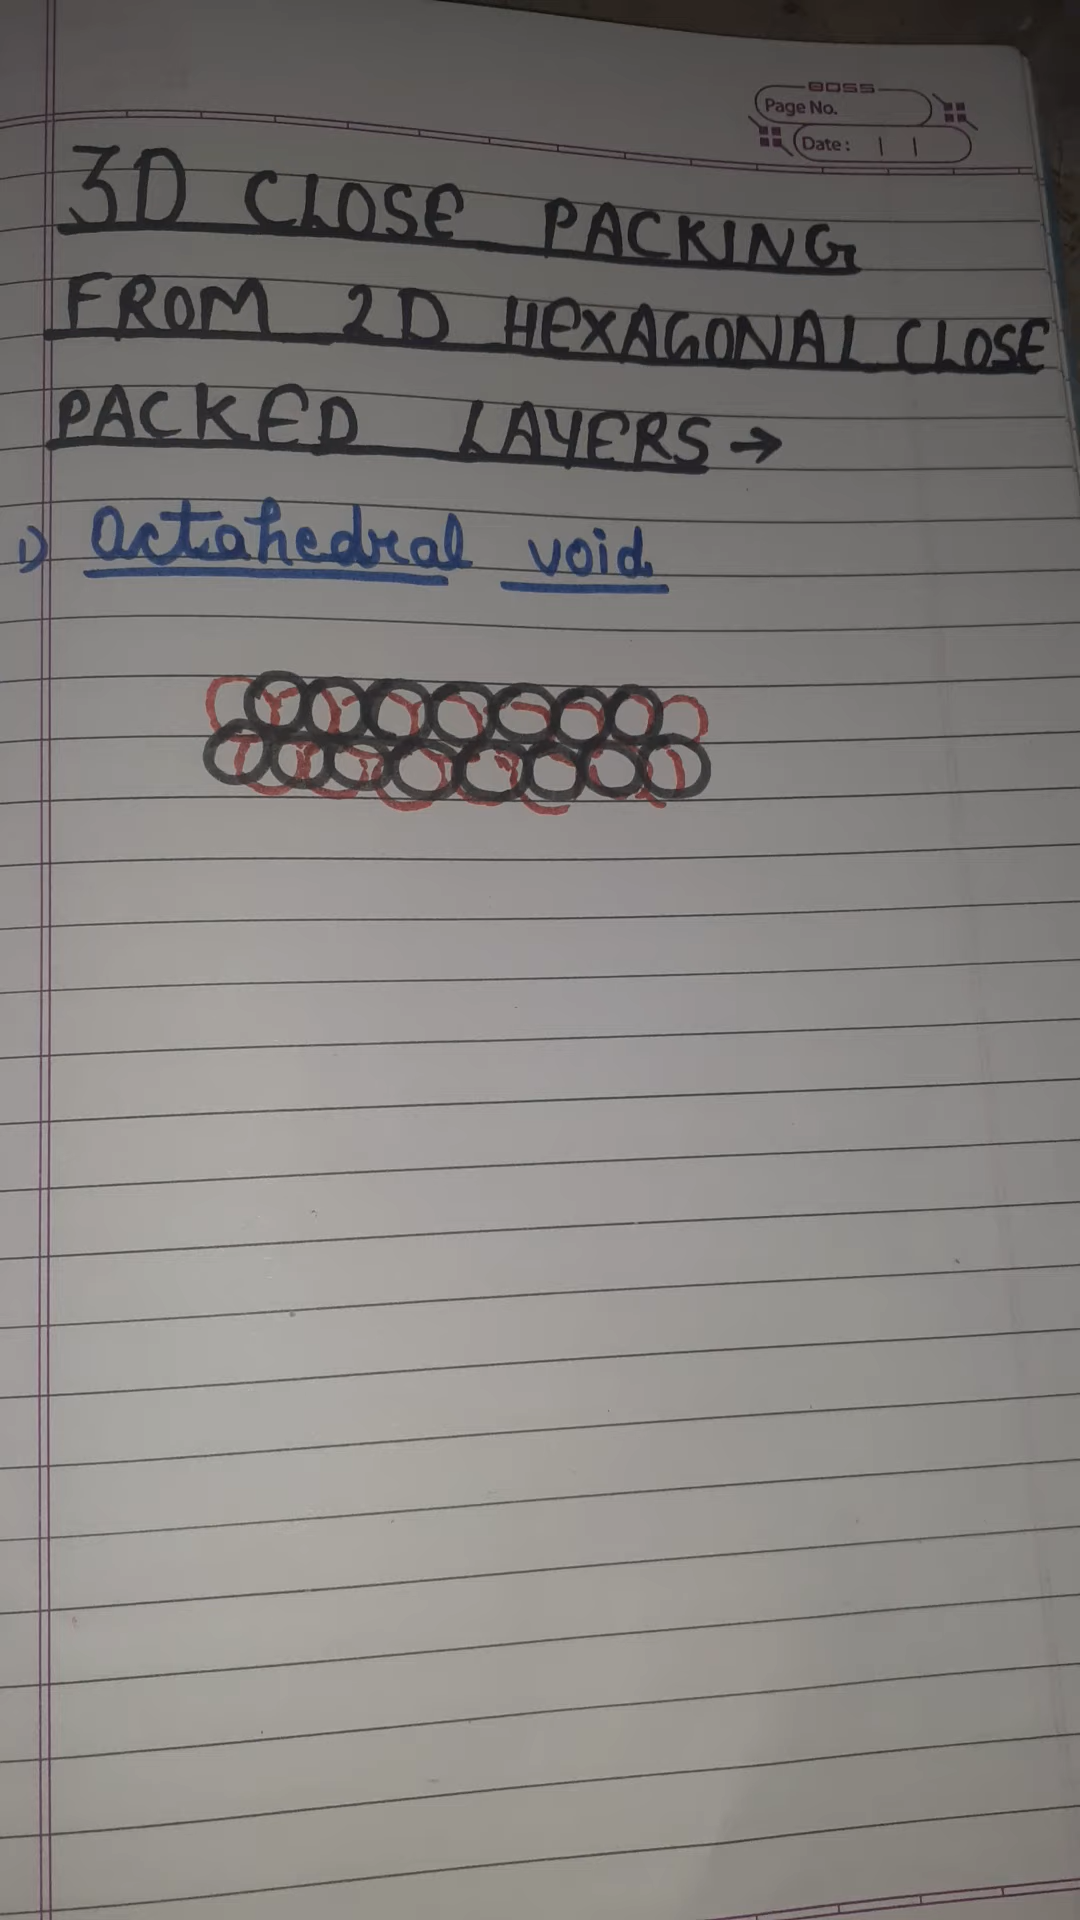 BOSS
Page No.
Date:
3D CLOSE PACKING
FROM 2D HEXAGONAL CLOSE
PACKED LAYERS →
1) Octahedral void